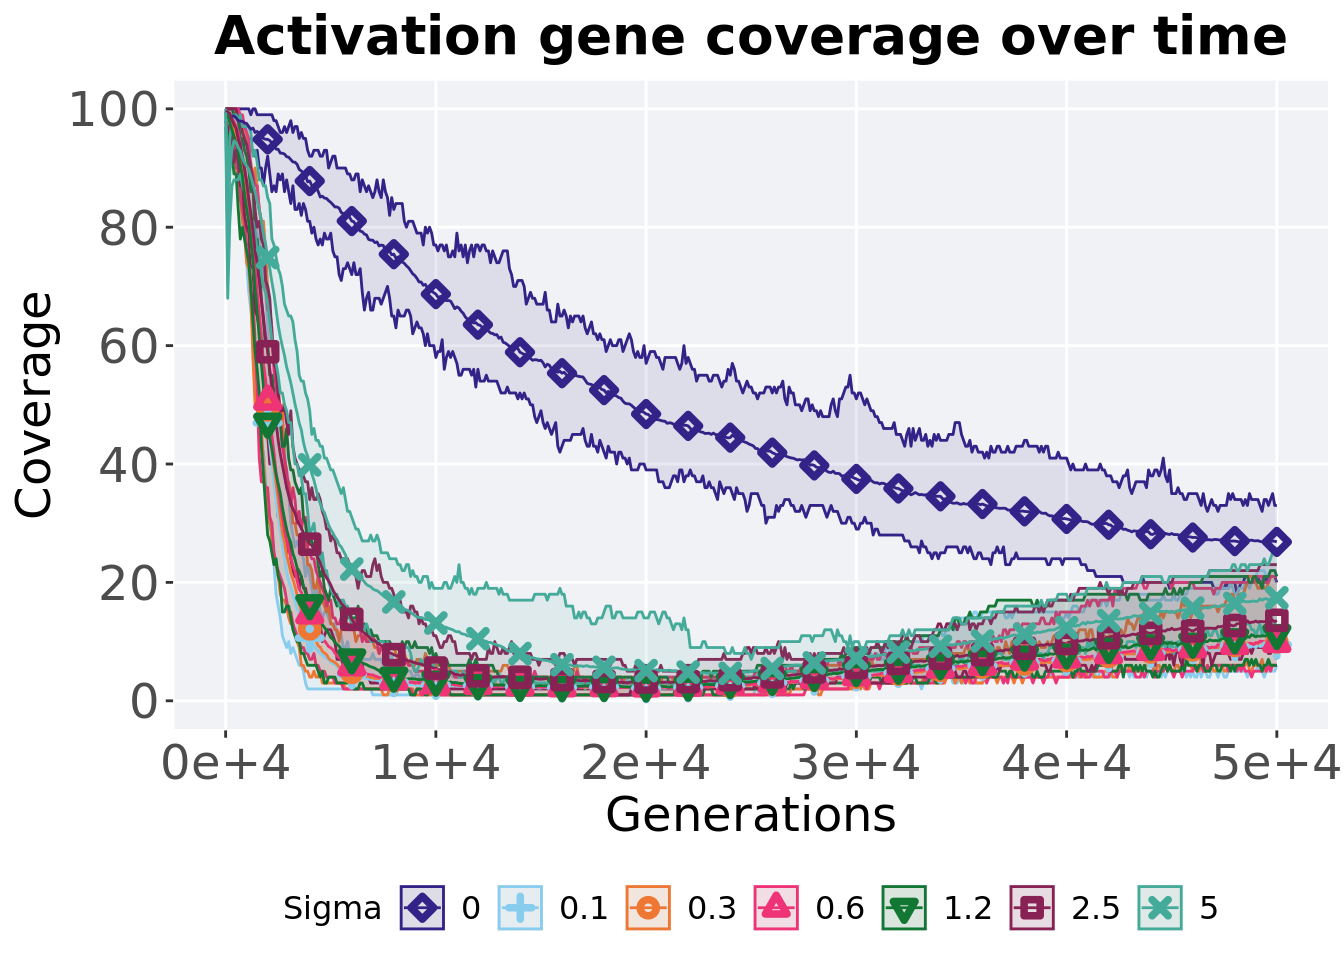 Activation gene coverage over time
Coverage
100
80
60
40
20
0
0e+4 1e+4 2e+4 3e+4 4e+4 5e+4
Generations
Sigma 0 0.1 0.3 0.6 1.2 2.5 5